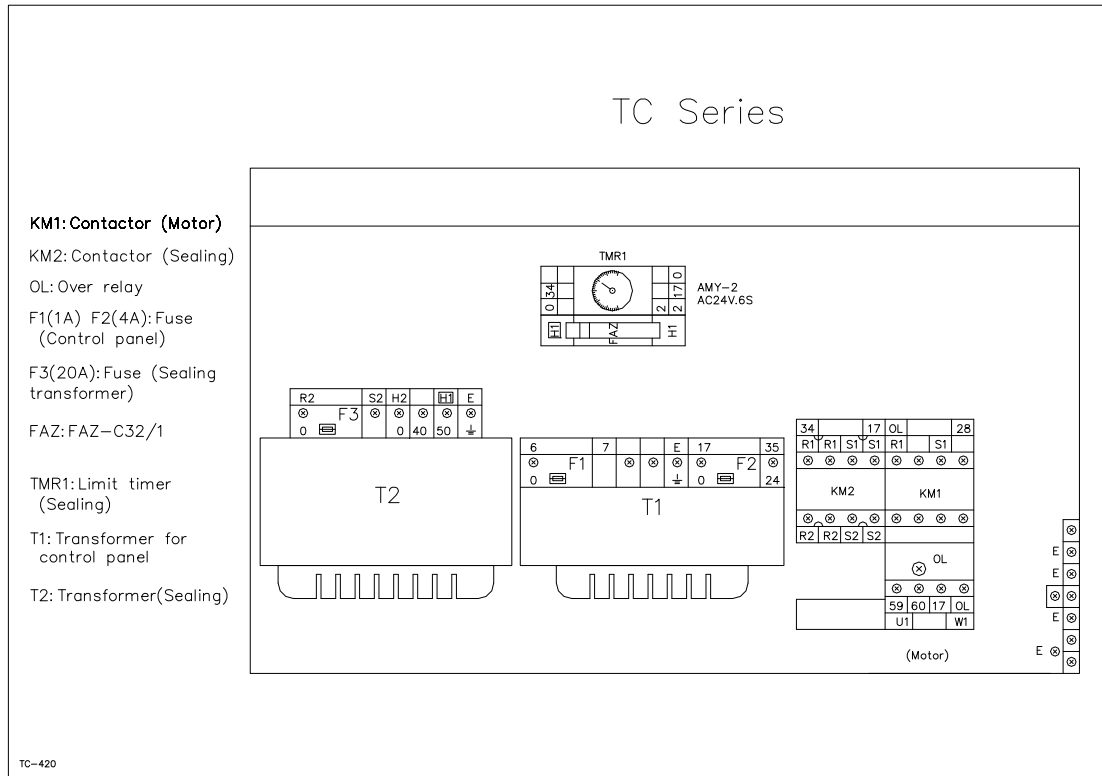 TC Series
KM1: Contactor (Motor)
KM2: Contactor (Sealing)
OL: Over relay
F1(1A) F2(4A): Fuse
(Control panel)
F3(20A): Fuse (Sealing
transformer)
FAZ: FAZ-C32/1
TMR1: Limit timer
(Sealing)
T1: Transformer for
control panel
T2: Transformer(Sealing)
TMR1
0 34 2 2 17 0
AMY-2
AC24V.6S
H1 FAZ H1
R2 S2 H2 H1 E
F3
0 0 40 50
T2
6 7 E 17 35
F1 F2
0 0 24
T1
34 17 OL 28
R1 R1 S1 S1 R1 S1
KM2 KM1
R2 R2 S2 S2
OL
59 60 17 OL
U1 W1
(Motor)
E
E
E
E
TC-420